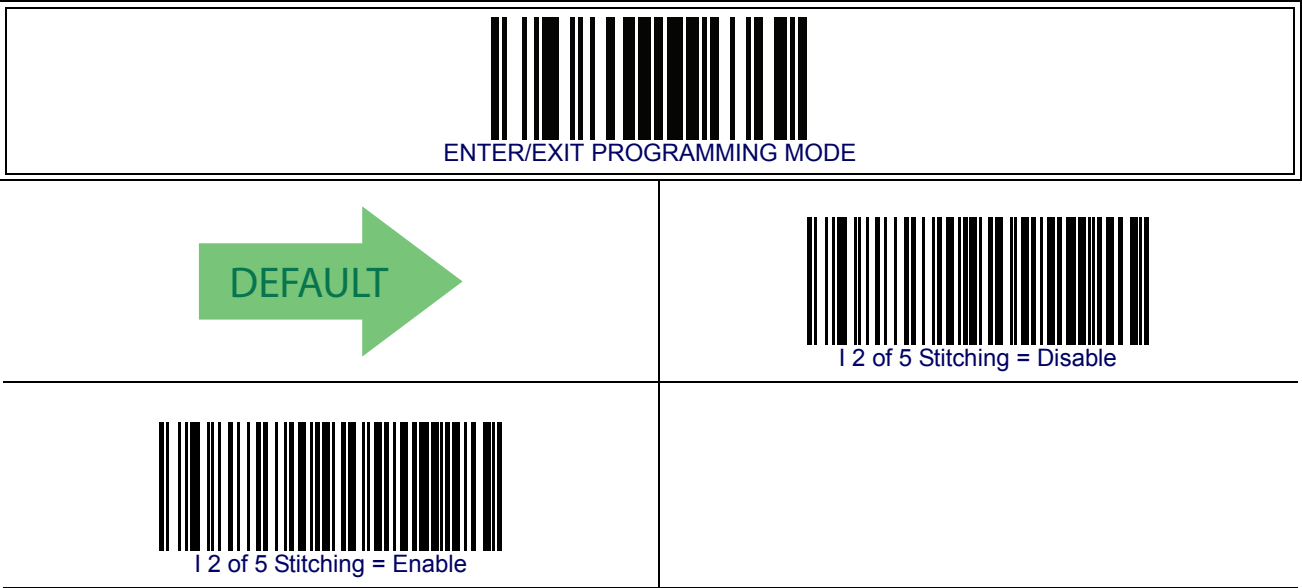 ENTER/EXIT PROGRAMMING MODE
DEFAULT
I 2 of 5 Stitching = Disable
I 2 of 5 Stitching = Enable